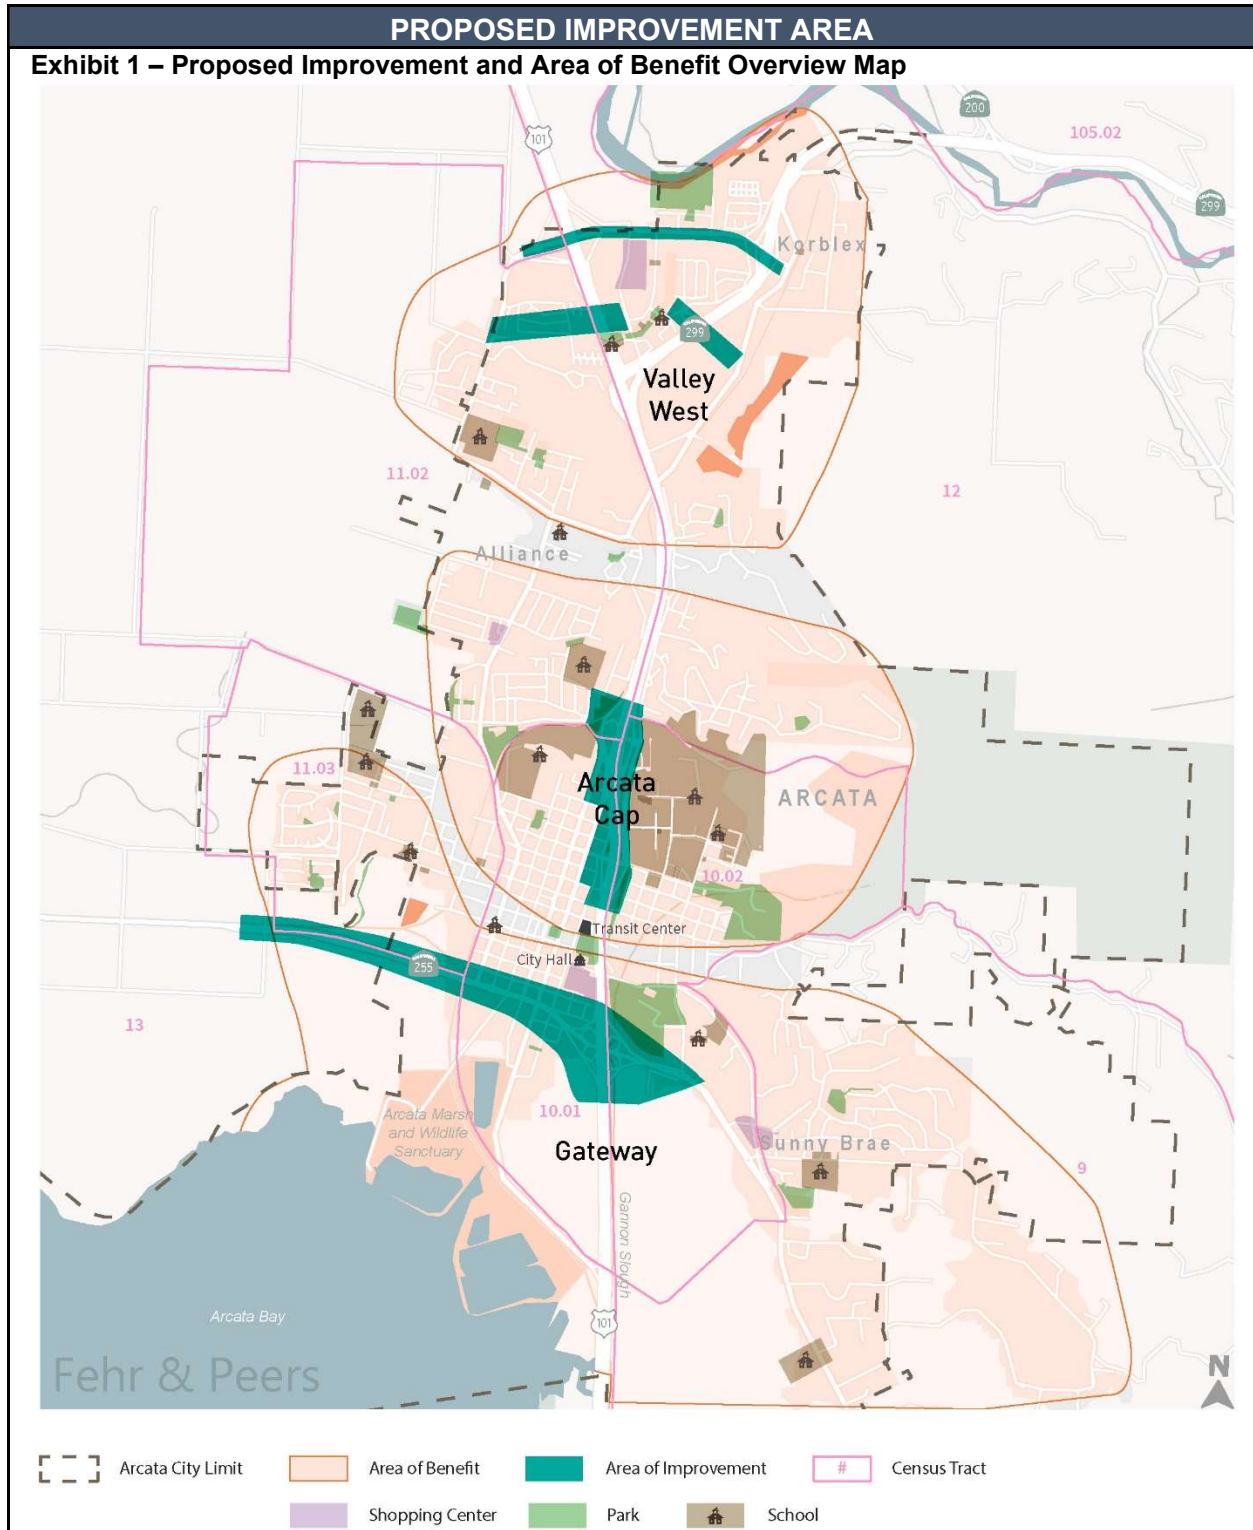 PROPOSED IMPROVEMENT AREA
Exhibit 1 – Proposed Improvement and Area of Benefit Overview Map
200
101
105.02
299
Korblex
299
Valley
West
11.02
12
Alliance
11.03
Arcata
Cap
ARCATA
10.02
Transit Center
City Hall
255
13
10.01
Arcata Marsh
and Wildlife
Sanctuary
Gateway
Sunny Brae
9
Gannon Slough
Arcata Bay
101
Fehr & Peers
N
Arcata City Limit
Area of Benefit
Area of Improvement
# Census Tract
Shopping Center
Park
School